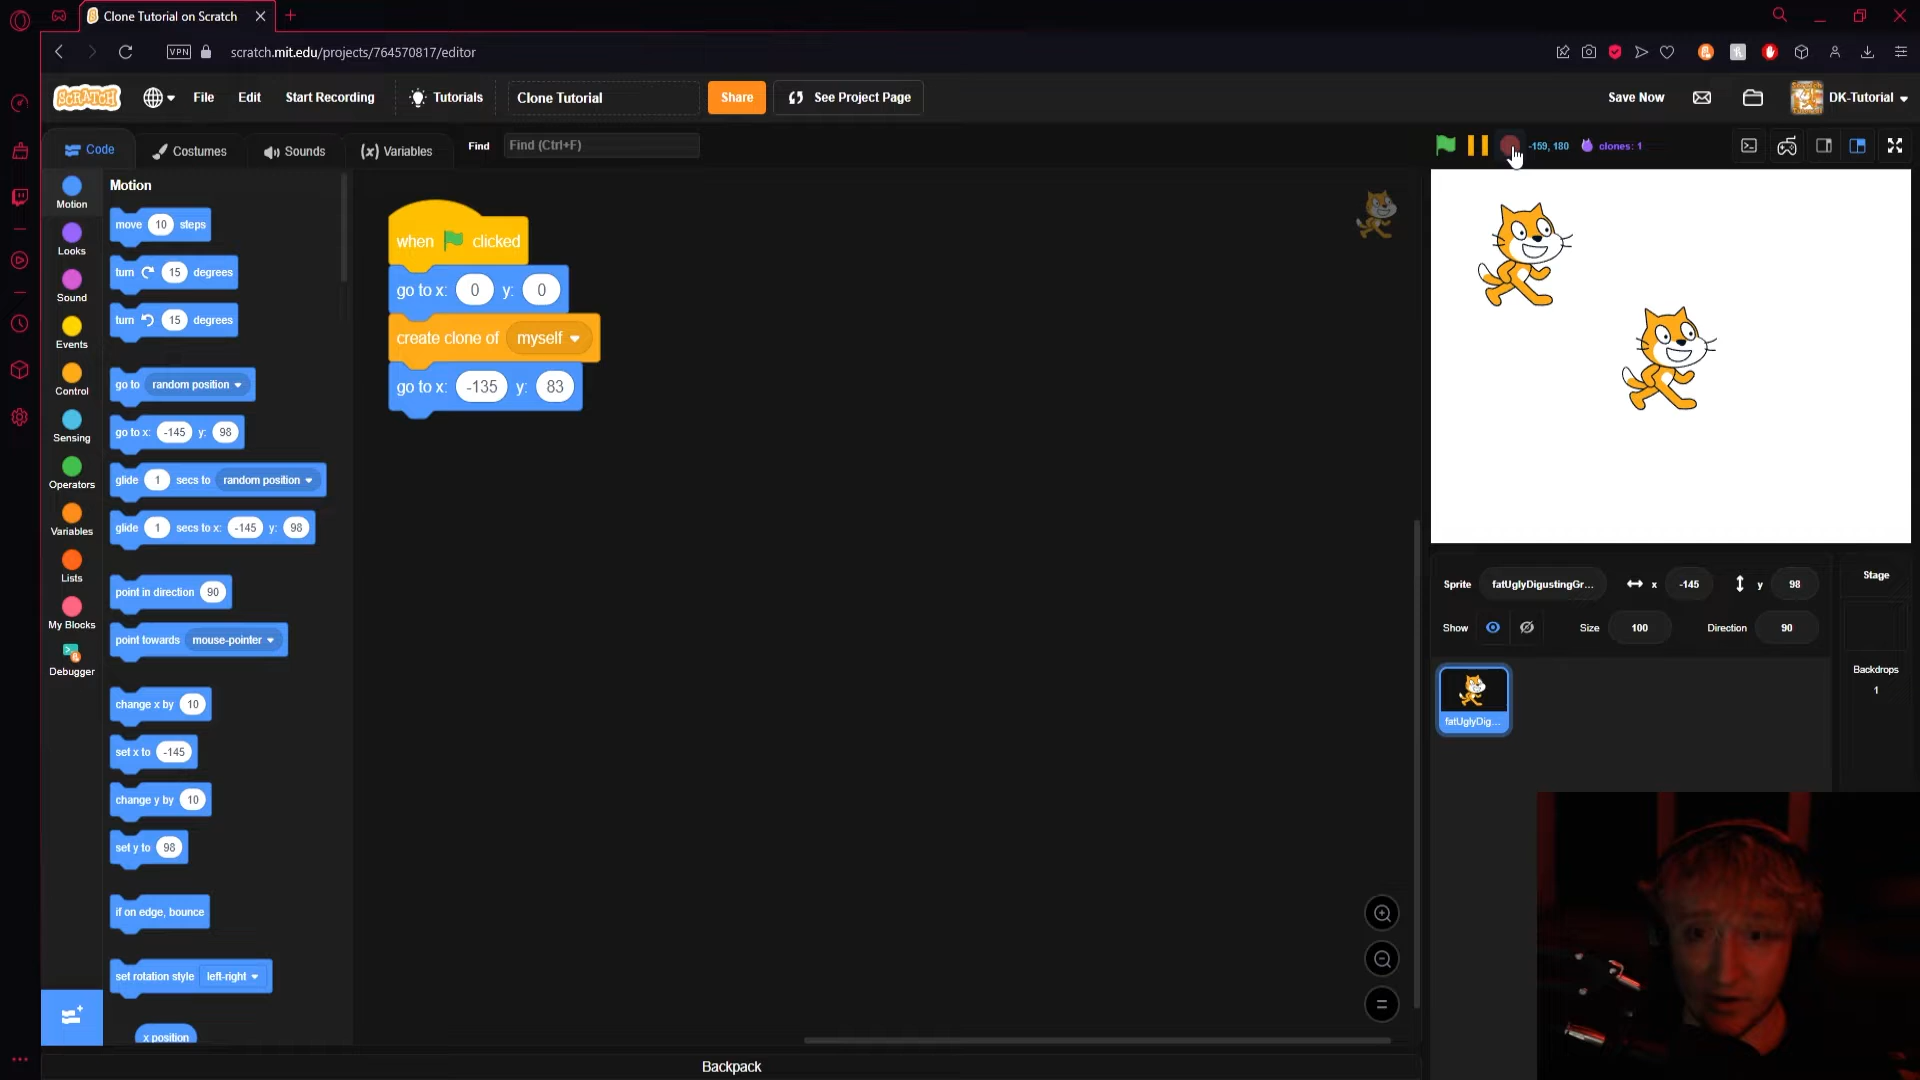 Clone Tutorial on Scratch
VPN
scratch.mit.edu/projects/764570817/editor
SCRATCH
File
Edit
Start Recording
Tutorials
Clone Tutorial
Share
See Project Page
Save Now
DK-Tutorial
Code
Costumes
Sounds
(x) Variables
Find
Find (Ctrl+F)
-159, 180
clones: 1
Motion
Looks
Sound
Events
Control
Sensing
Operators
Variables
Lists
My Blocks
Debugger
Motion
move 10 steps
turn 15 degrees
turn 15 degrees
go to random position
go to x: -145 y: 98
glide 1 secs to random position
glide 1 secs to x: -145 y: 98
point in direction 90
point towards mouse-pointer
change x by 10
set x to -145
change y by 10
set y to 98
if on edge, bounce
set rotation style left-right
x position
when clicked
go to x: 0 y: 0
create clone of myself
go to x: -135 y: 83
Sprite fatUglyDigustingGr... x -145 y 98
Show Size 100 Direction 90
fatUglyDig...
Stage
Backdrops
1
Backpack